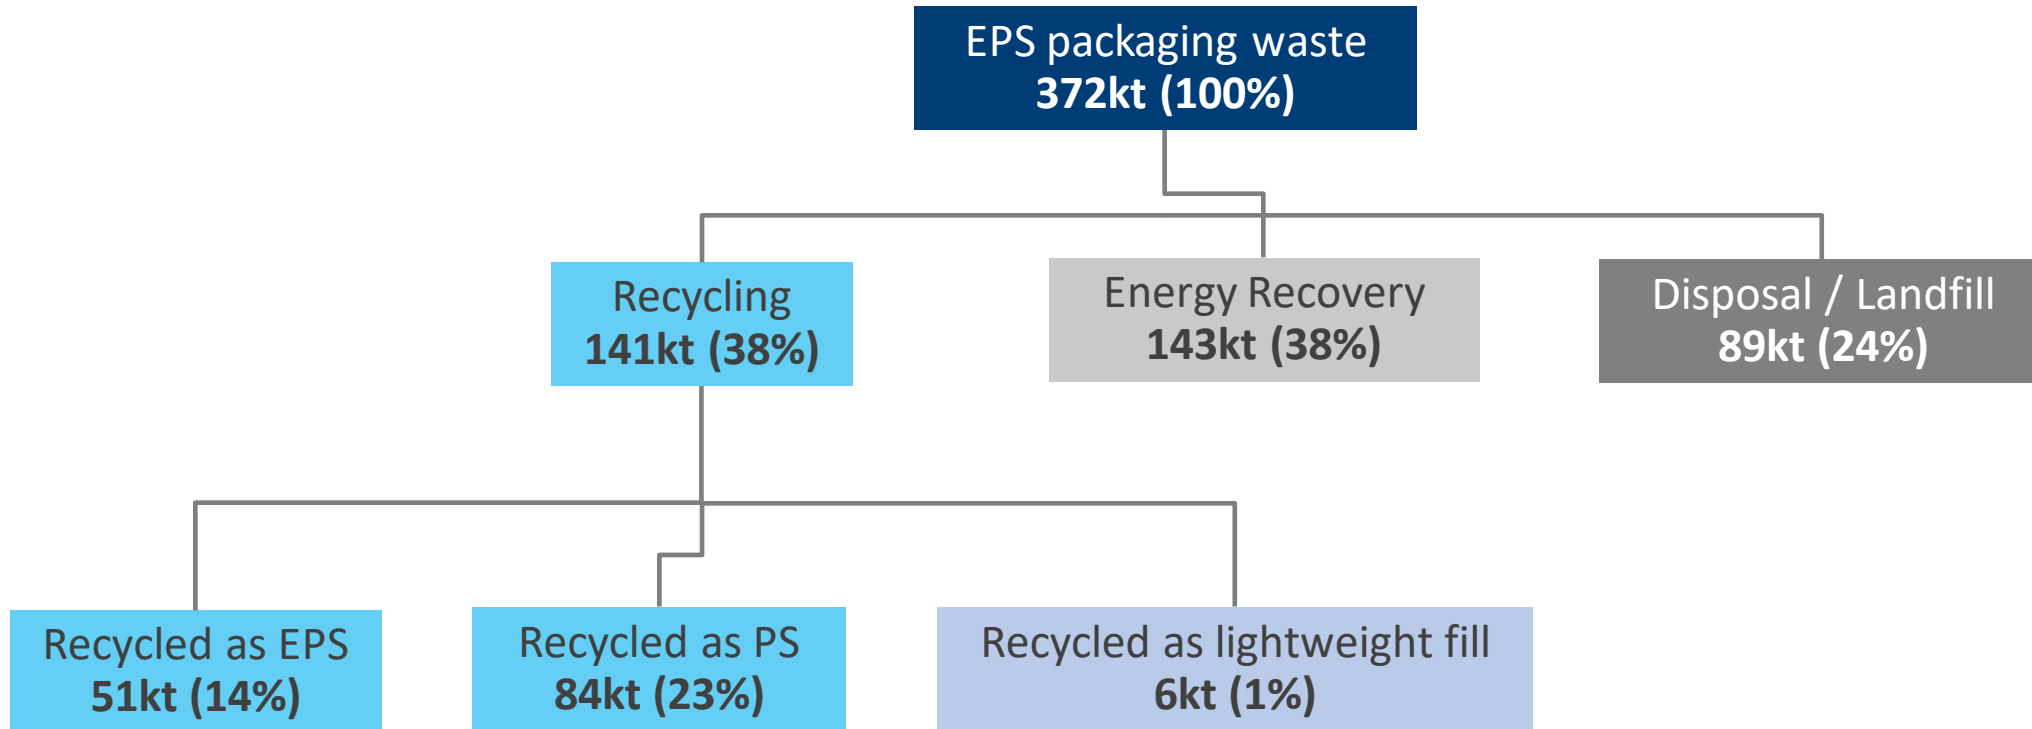 EPS packaging waste
372kt (100%)
Recycling
141kt (38%)
Energy Recovery
143kt (38%)
Disposal / Landfill
89kt (24%)
Recycled as EPS
51kt (14%)
Recycled as PS
84kt (23%)
Recycled as lightweight fill
6kt (1%)